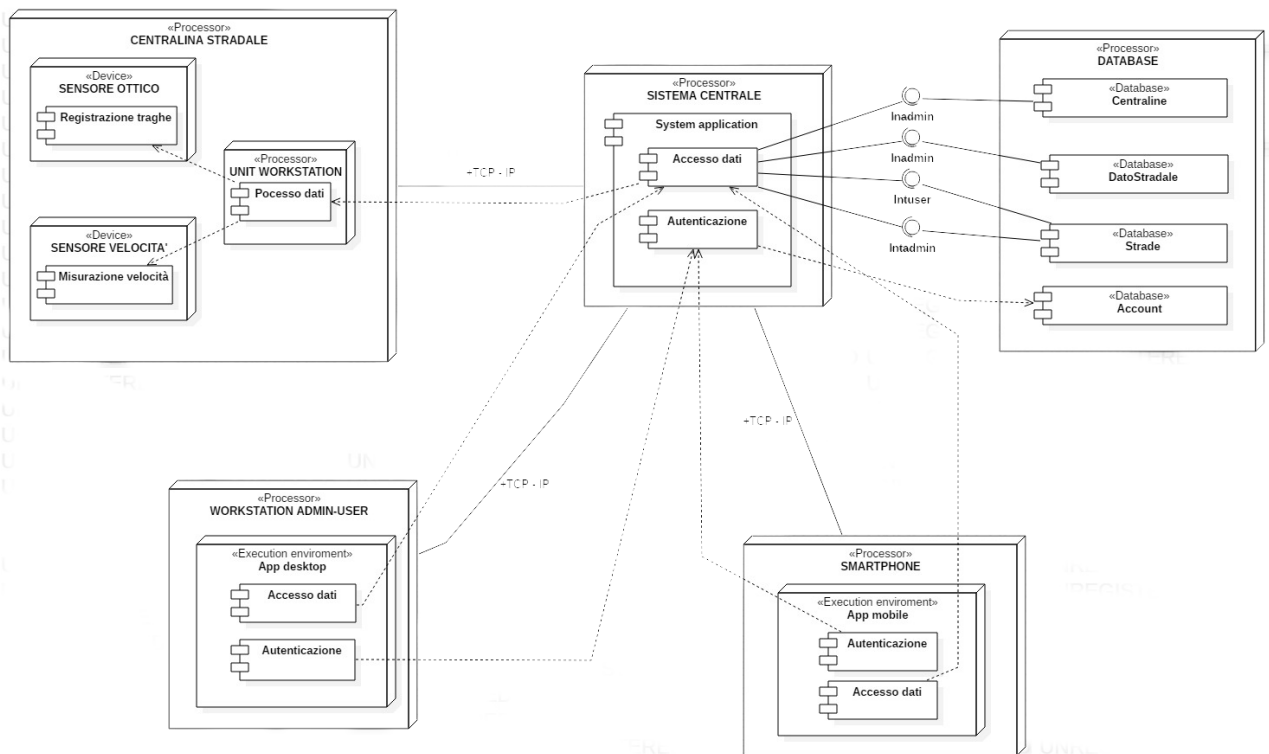 «Processor»
CENTRALINA STRADALE
«Device»
SENSORE OTTICO
Registrazione traghe
«Processor»
UNIT WORKSTATION
Pocesso dati
«Device»
SENSORE VELOCITA'
Misurazione velocità
+TCP - IP
«Processor»
SISTEMA CENTRALE
System application
Accesso dati
Autenticazione
Inadmin
Inadmin
Intuser
Intadmin
«Processor»
DATABASE
«Database»
Centraline
«Database»
DatoStradale
«Database»
Strade
«Database»
Account
+TCP - IP
+TCP - IP
«Processor»
WORKSTATION ADMIN-USER
«Execution enviroment»
App desktop
Accesso dati
Autenticazione
«Processor»
SMARTPHONE
«Execution enviroment»
App mobile
Autenticazione
Accesso dati